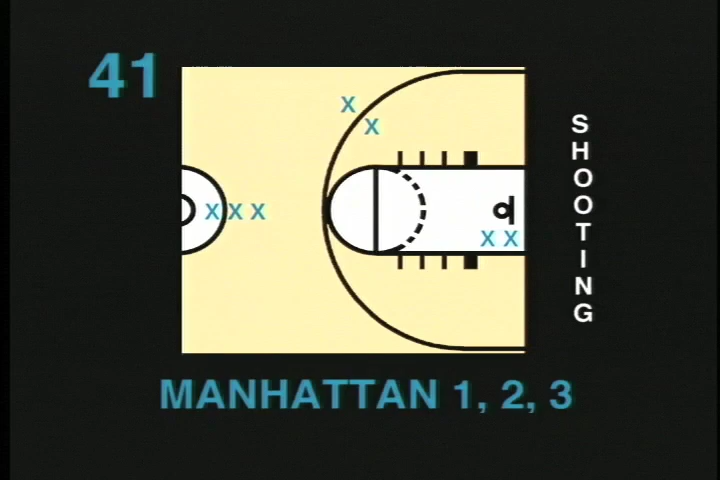 41
X
X
X X X
X X
SHOOTING
MANHATTAN 1, 2, 3